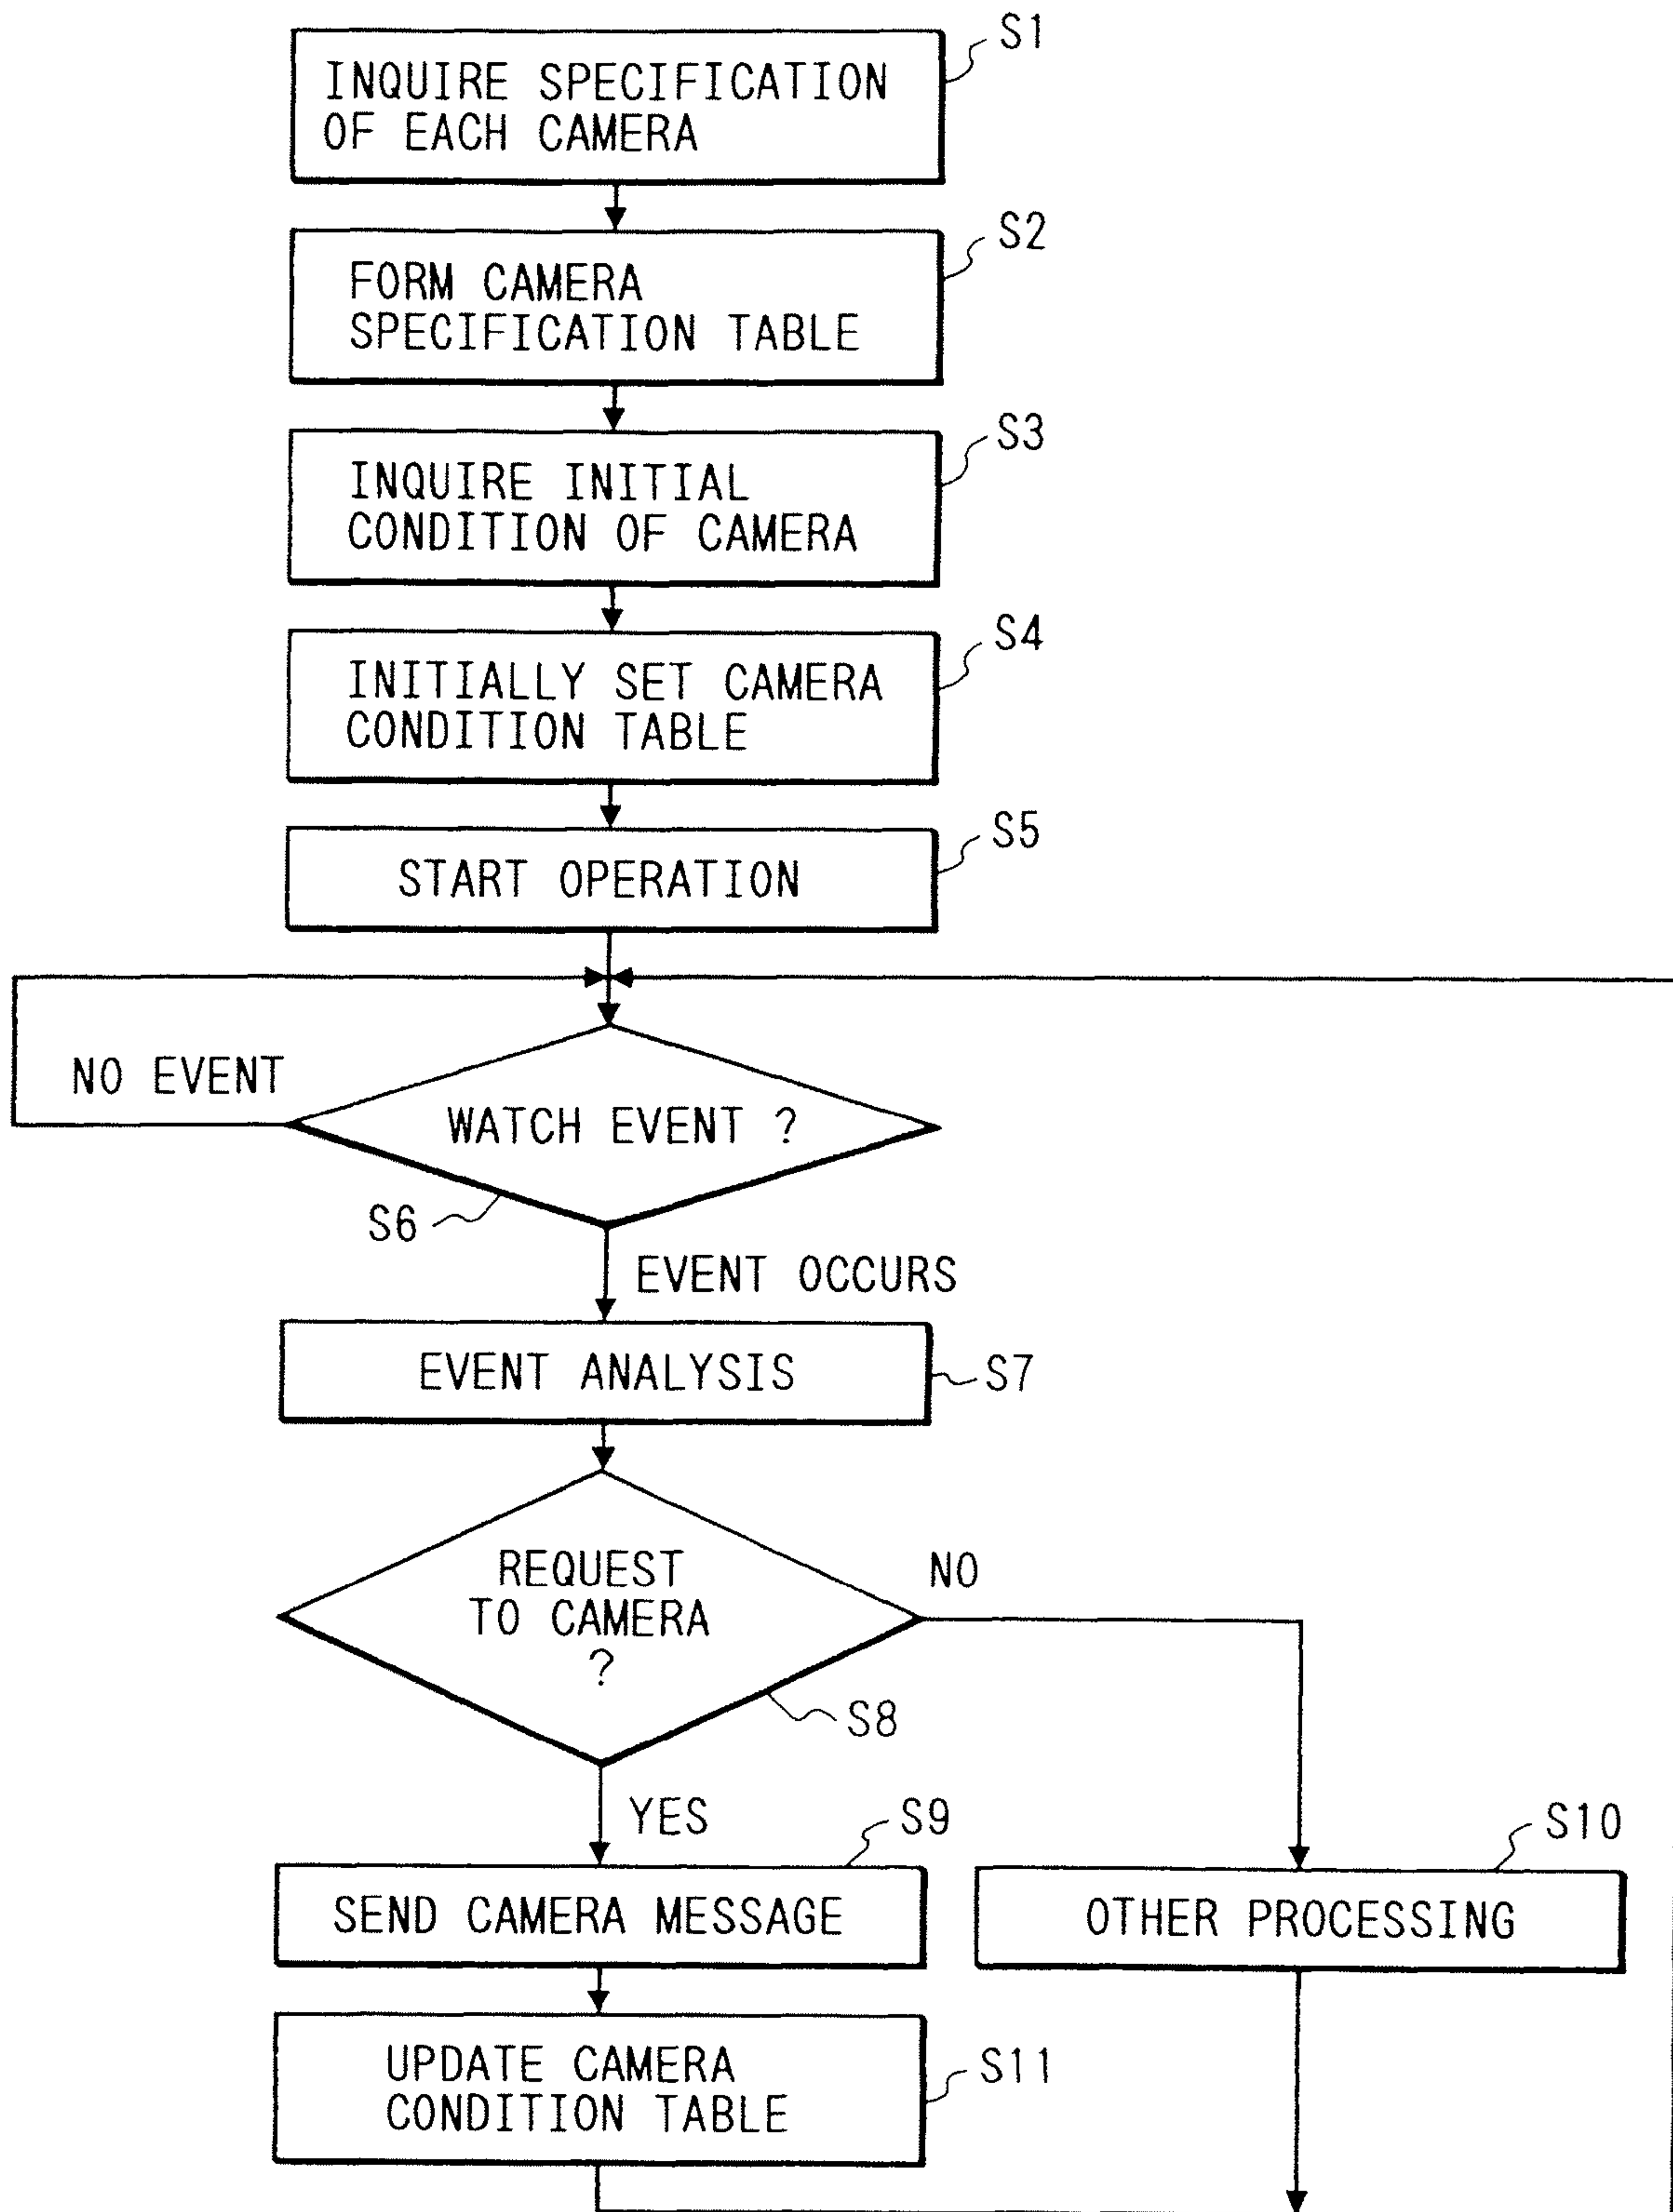 S1
INQUIRE SPECIFICATION
OF EACH CAMERA
S2
FORM CAMERA
SPECIFICATION TABLE
S3
INQUIRE INITIAL
CONDITION OF CAMERA
S4
INITIALLY SET CAMERA
CONDITION TABLE
S5
START OPERATION
NO EVENT
WATCH EVENT ?
S6
EVENT OCCURS
EVENT ANALYSIS
S7
REQUEST
TO CAMERA
?
NO
S8
YES
S9
SEND CAMERA MESSAGE
S10
OTHER PROCESSING
UPDATE CAMERA
CONDITION TABLE
S11